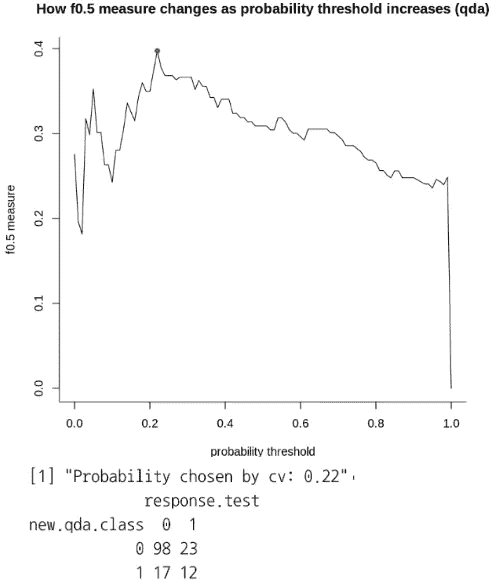 How f0.5 measure changes as probability threshold increases (qda)
f0.5 measure
0.4
0.3
0.2
0.1
0.0
0.0 0.2 0.4 0.6 0.8 1.0
probability threshold
[1] "Probability chosen by cv: 0.22"
response.test
new.qda.class 0 1
0 98 23
1 17 12